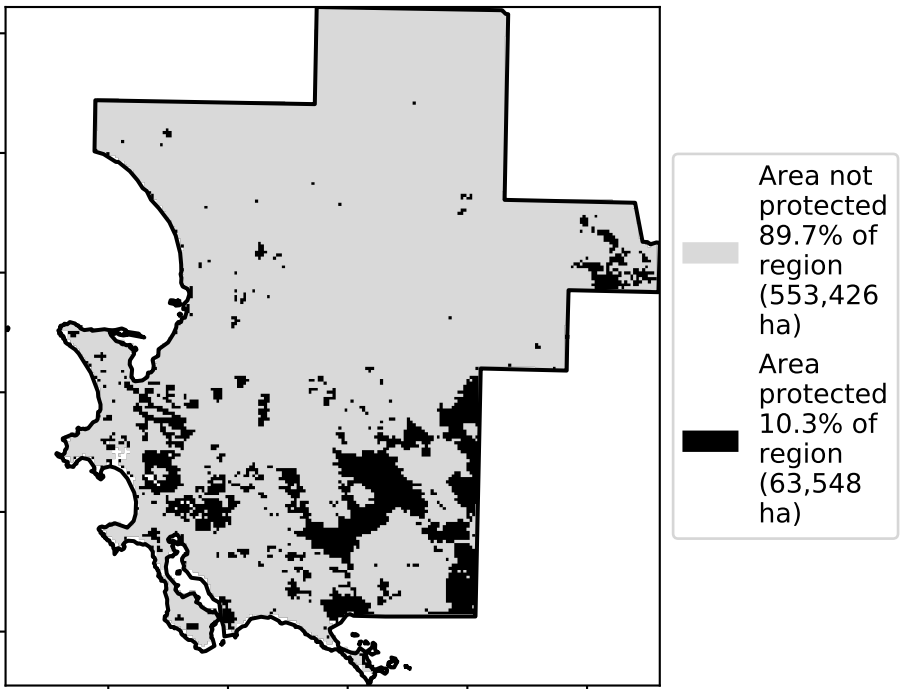 Area not
protected
89.7% of
region
(553,426
ha)
Area
protected
10.3% of
region
(63,548
ha)